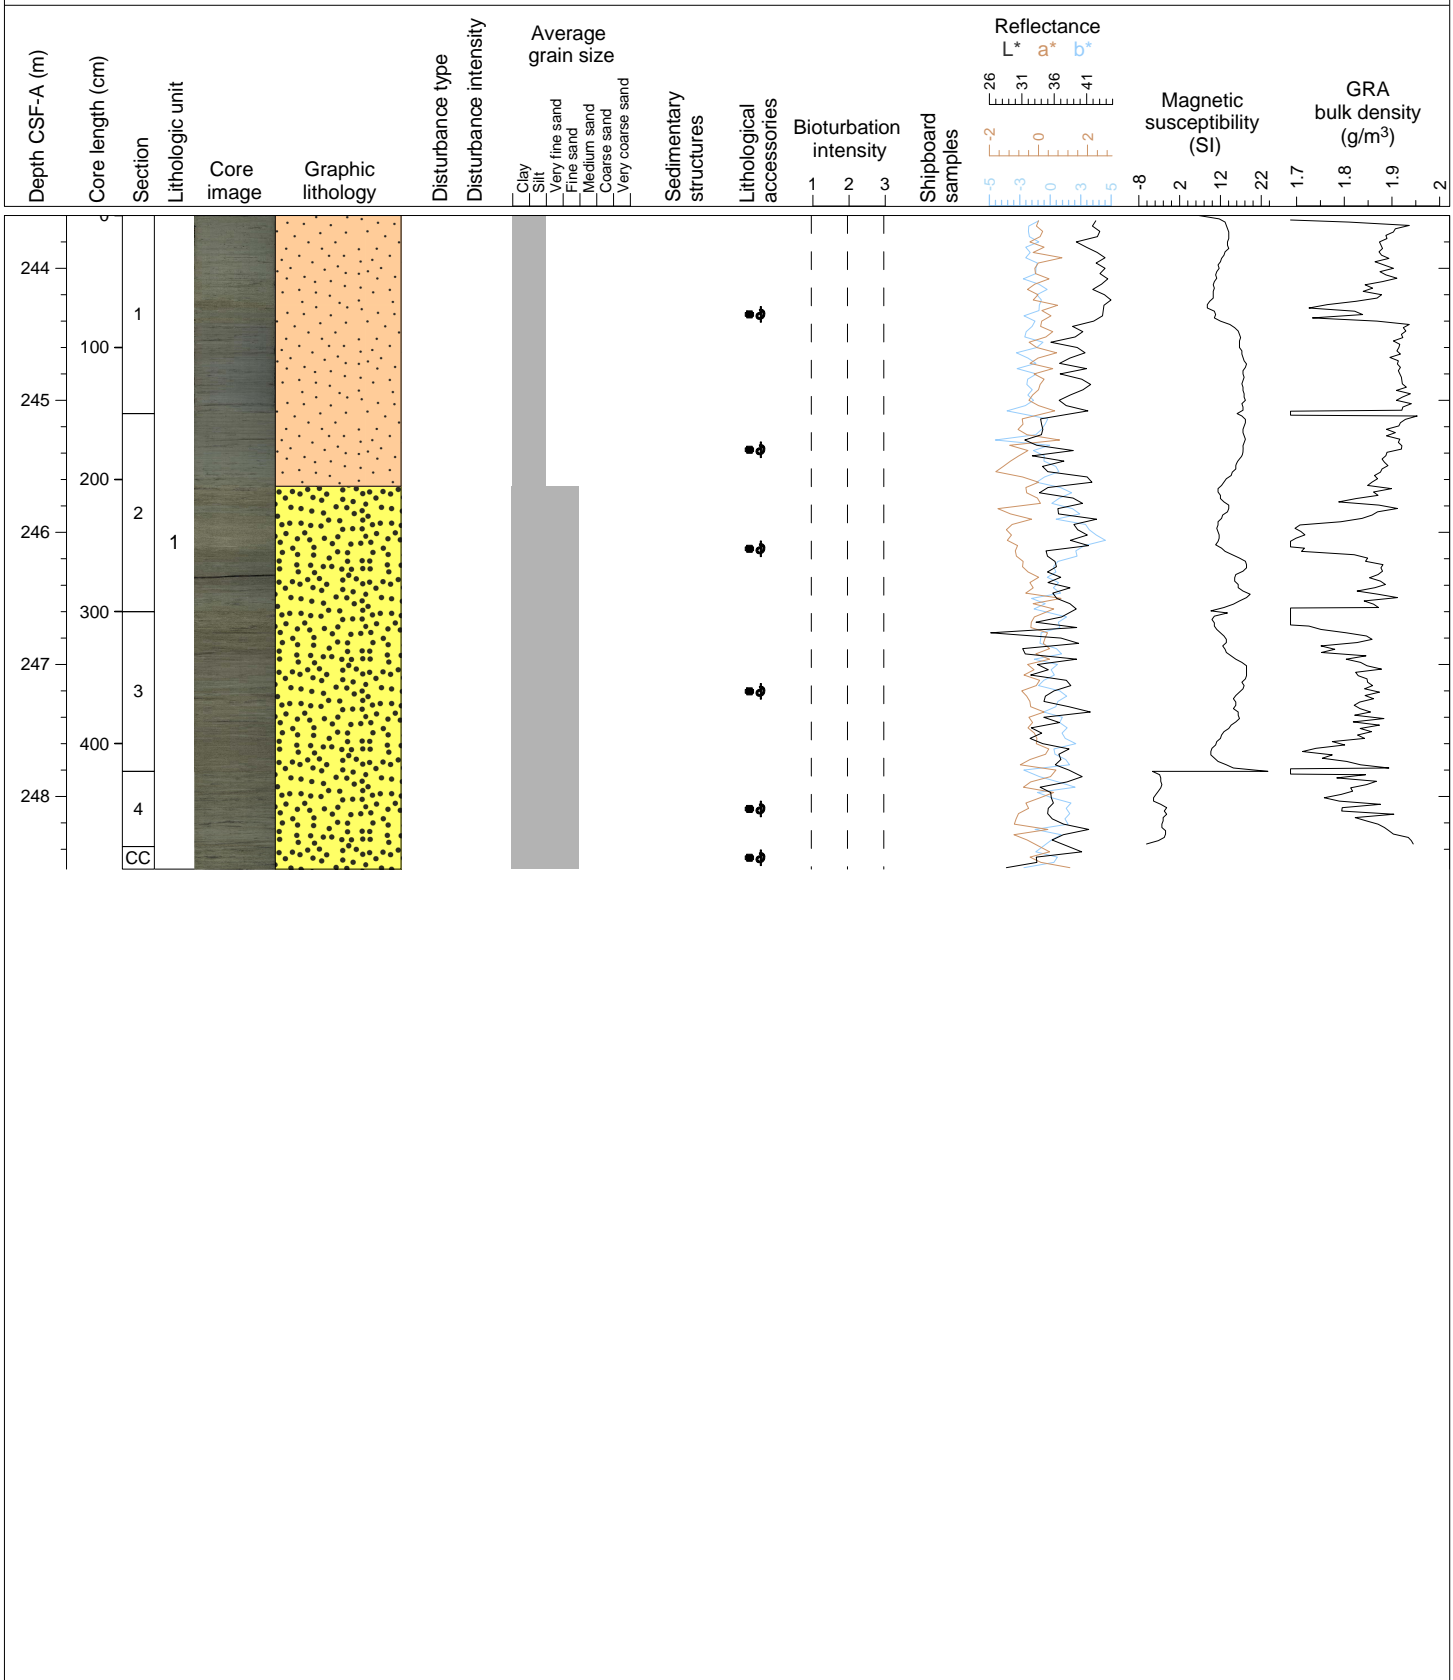 Depth CSF-A (m)
Core length (cm)
Section
Lithologic unit
Core
image
Graphic
lithology
Disturbance type
Disturbance intensity
Average
grain size
Clay
Silt
Very fine sand
Fine sand
Medium sand
Coarse sand
Very coarse sand
Sedimentary
structures
Lithological
accessories
Bioturbation
intensity
1 2 3
Shipboard
samples
Reflectance
L* a* b*
26 31 36 41
-2 0 2
-5 -3 0 3 5
Magnetic
susceptibility
(SI)
-8 2 12 22
GRA
bulk density
(g/m³)
1.7 1.8 1.9 2
0
244
1
100
245
200
2
246
1
300
247
3
400
248
4
CC